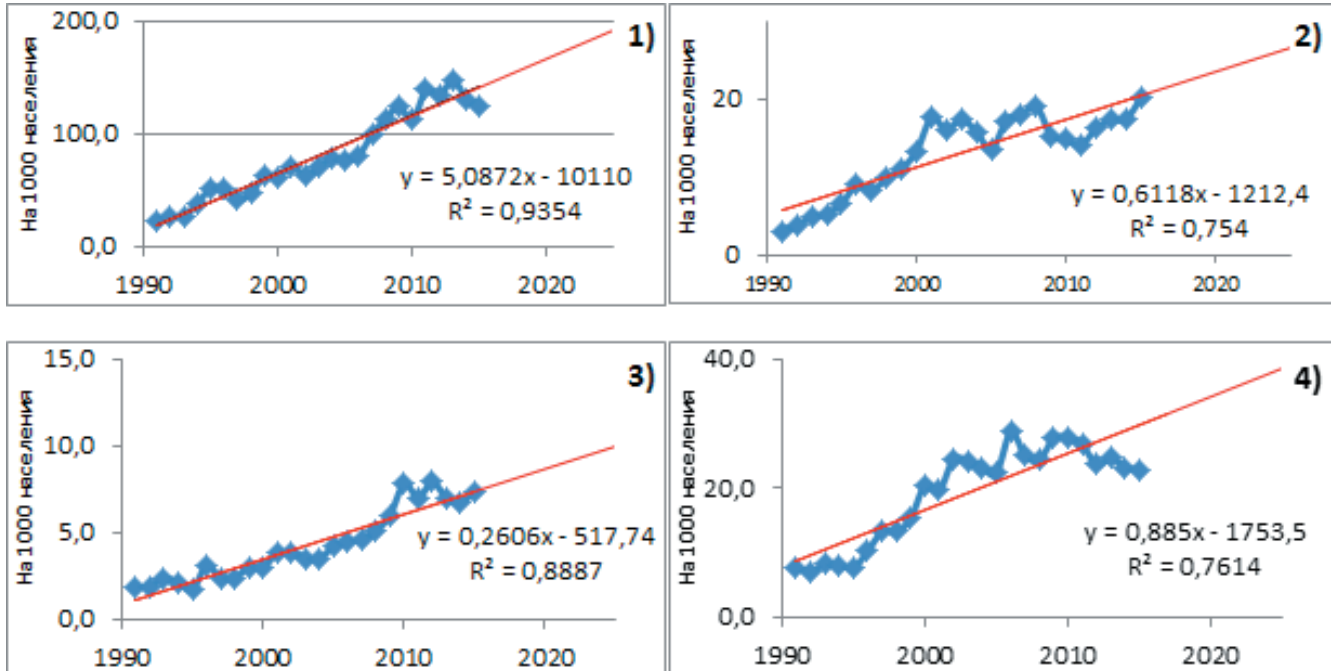 1)
На 1000 населения
200,0
100,0
0,0
y = 5,0872x - 10110
R² = 0,9354
1990 2000 2010 2020
2)
На 1000 населения
20
0
y = 0,6118x - 1212,4
R² = 0,754
1990 2000 2010 2020
3)
На 1000 населения
15,0
10,0
5,0
0,0
y = 0,2606x - 517,74
R² = 0,8887
1990 2000 2010 2020
4)
На 1000 населения
40,0
20,0
0,0
y = 0,885x - 1753,5
R² = 0,7614
1990 2000 2010 2020